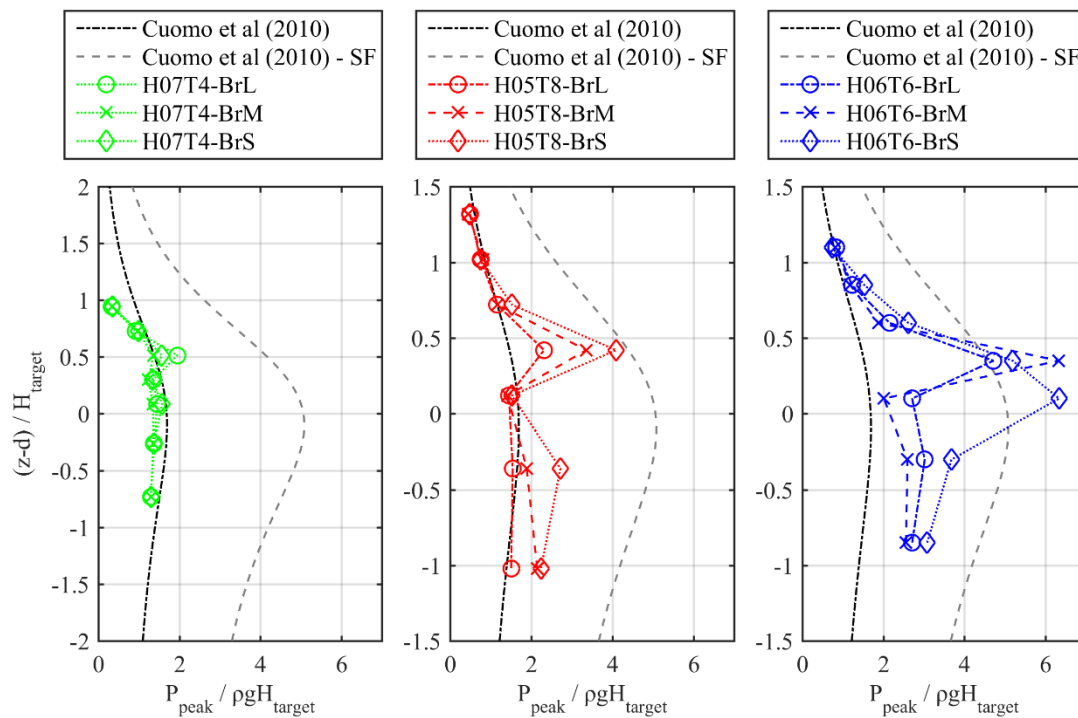 Cuomo et al (2010)
Cuomo et al (2010) - SF
H07T4-BrL
H07T4-BrM
H07T4-BrS
Cuomo et al (2010)
Cuomo et al (2010) - SF
H05T8-BrL
H05T8-BrM
H05T8-BrS
Cuomo et al (2010)
Cuomo et al (2010) - SF
H06T6-BrL
H06T6-BrM
H06T6-BrS
(z-d) / H_target
2
1.5
1
0.5
0
-0.5
-1
-1.5
-2
0 2 4 6
P_peak / ρgH_target
1.5
1
0.5
0
-0.5
-1
-1.5
0 2 4 6
P_peak / ρgH_target
1.5
1
0.5
0
-0.5
-1
-1.5
0 2 4 6
P_peak / ρgH_target